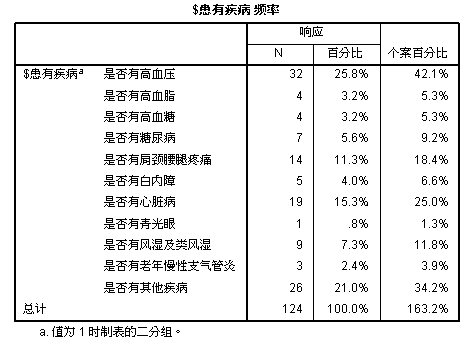 $患有疾病 频率
响应
N 百分比 个案百分比
$患有疾病a 是否有高血压 32 25.8% 42.1%
是否有高血脂 4 3.2% 5.3%
是否有高血糖 4 3.2% 5.3%
是否有糖尿病 7 5.6% 9.2%
是否有肩颈腰腿疼痛 14 11.3% 18.4%
是否有白内障 5 4.0% 6.6%
是否有心脏病 19 15.3% 25.0%
是否有青光眼 1 .8% 1.3%
是否有风湿及类风湿 9 7.3% 11.8%
是否有老年慢性支气管炎 3 2.4% 3.9%
是否有其他疾病 26 21.0% 34.2%
总计 124 100.0% 163.2%
a. 值为 1 时制表的二分组。